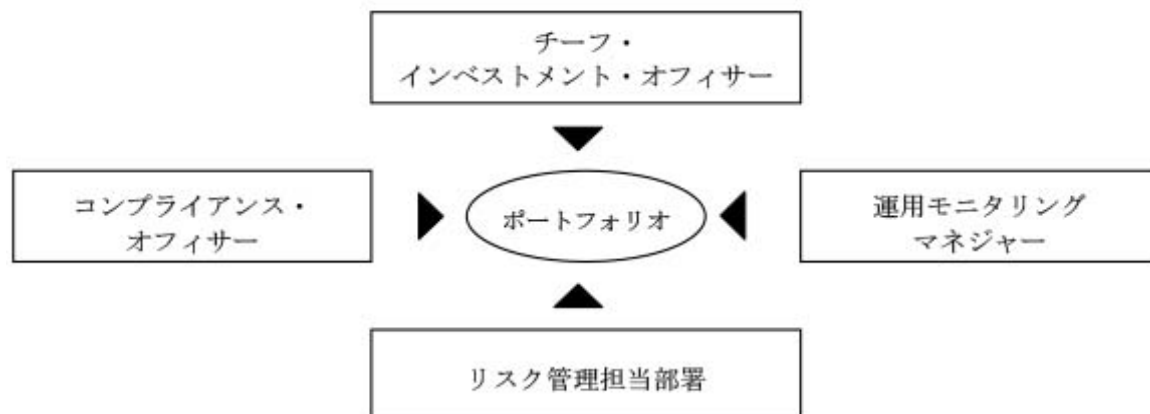 チーフ・
インベストメント・オフィサー
コンプライアンス・
オフィサー
ポートフォリオ
運用モニタリング
マネジャー
リスク管理担当部署